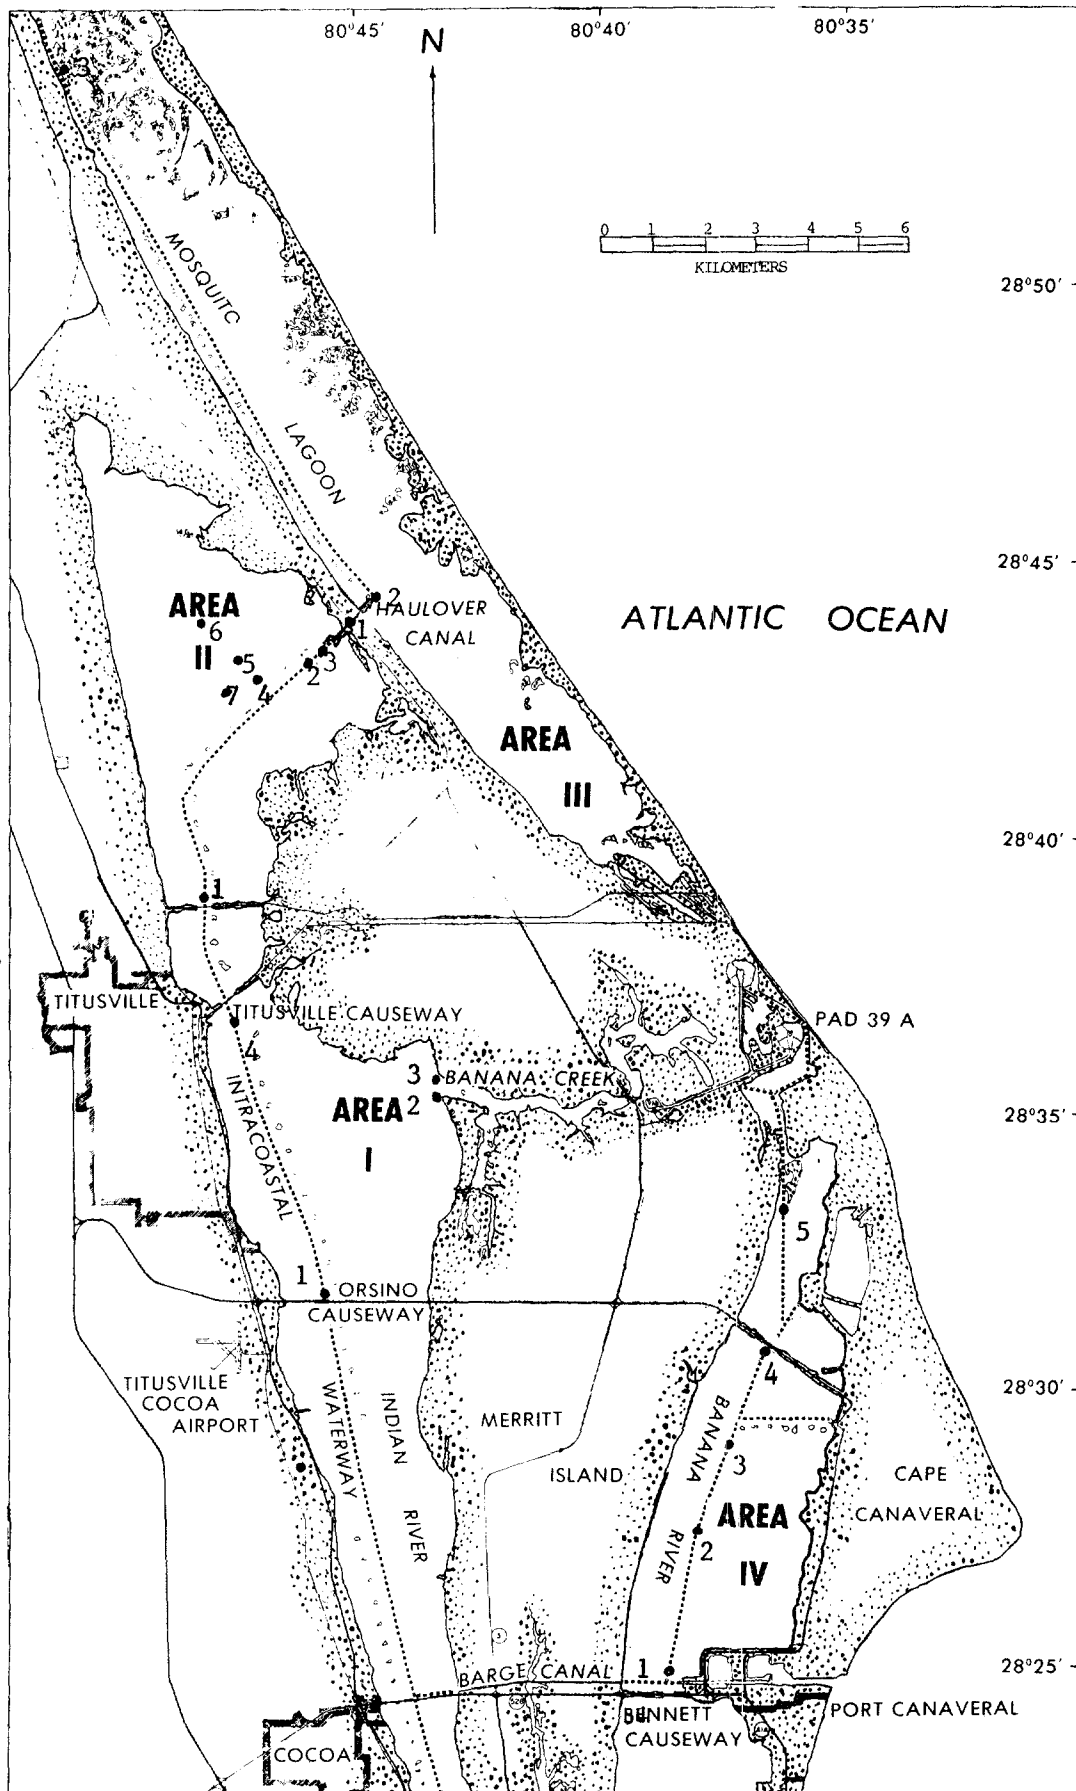 80°45'
80°40'
80°35'
N
3
0 1 2 3 4 5 6
KILOMETERS
MOSQUITO
28°50'
LAGOON
28°45'
2
HAULOVER
CANAL
1
3
2
AREA
6
II
5
4
7
ATLANTIC OCEAN
AREA
III
28°40'
1
TITUSVILLE
TITUSVILLE CAUSEWAY
PAD 39 A
4
3
BANANA CREEK
AREA
2
I
28°35'
INTRACOASTAL
5
1
ORSINO
CAUSEWAY
TITUSVILLE
COCOA
AIRPORT
WATERWAY
INDIAN
RIVER
MERRITT
ISLAND
4
28°30'
BANANA
RIVER
3
CAPE
CANAVERAL
AREA
2
IV
3
BARGE CANAL
1
28°25'
BENNETT
CAUSEWAY
PORT CANAVERAL
COCOA